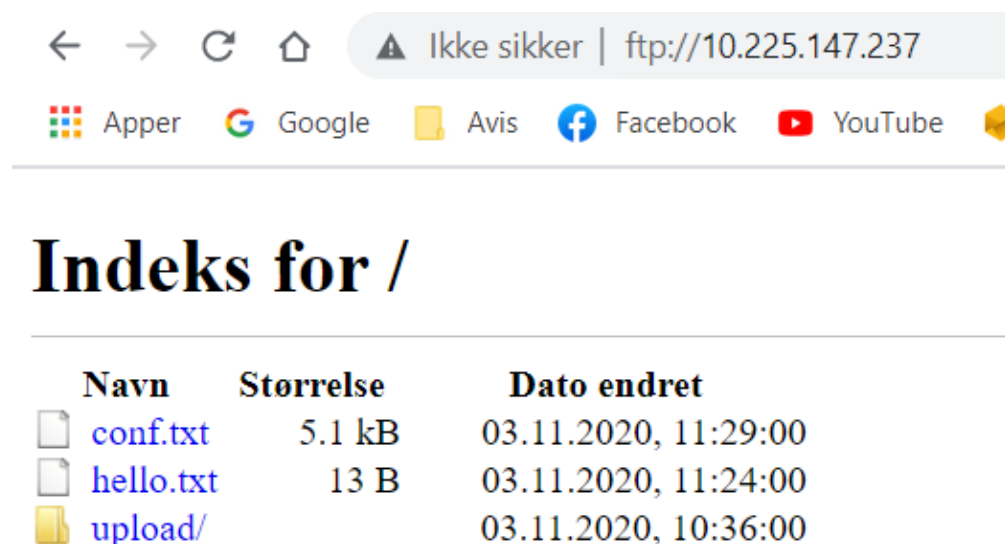 Ikke sikker | ftp://10.225.147.237
Apper Google Avis Facebook YouTube
Indeks for /
Navn Størrelse Dato endret
conf.txt 5.1 kB 03.11.2020, 11:29:00
hello.txt 13 B 03.11.2020, 11:24:00
upload/ 03.11.2020, 10:36:00